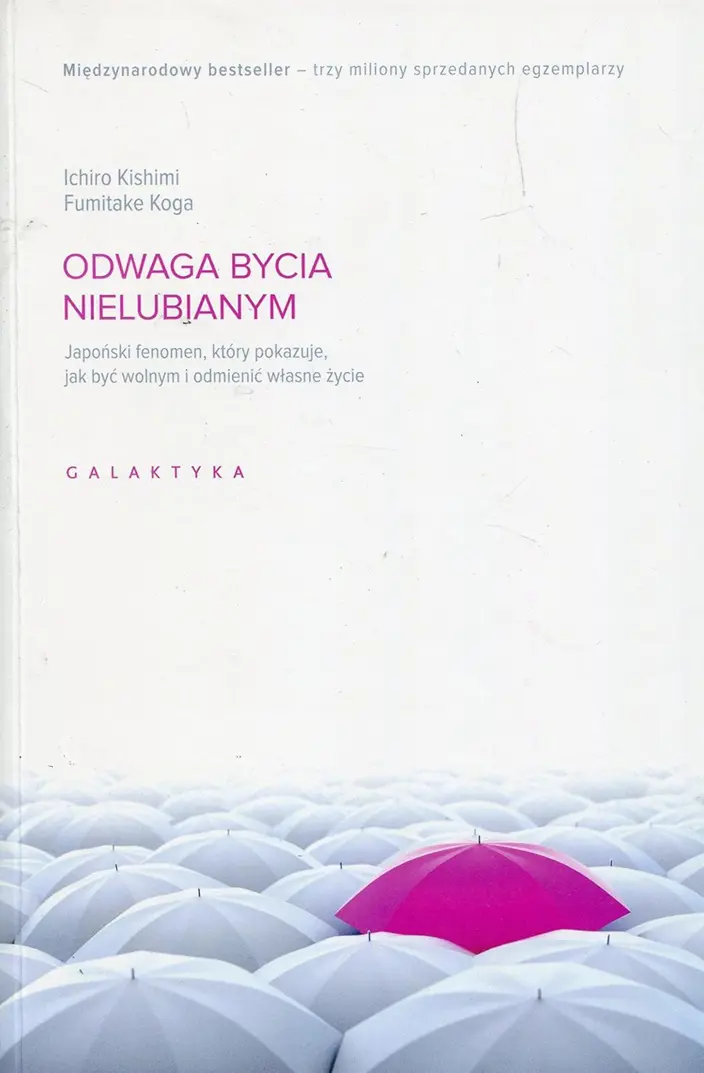 Międzynarodowy bestseller – trzy miliony sprzedanych egzemplarzy
Ichiro Kishimi
Fumitake Koga
ODWAGA BYCIA
NIELUBIANYM
Japoński fenomen, który pokazuje,
jak być wolnym i odmienić własne życie
GALAKTYKA